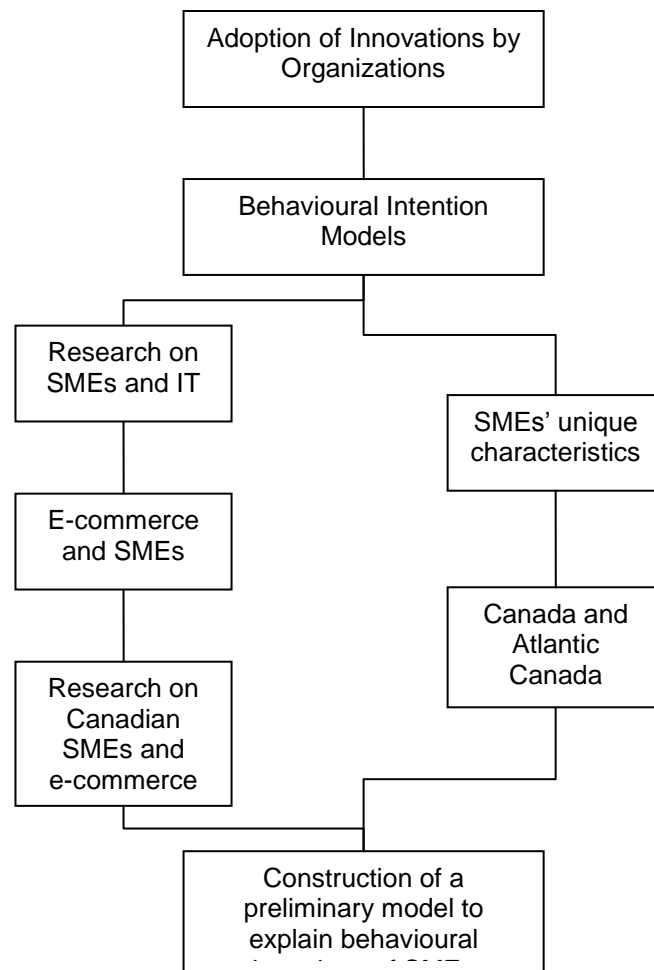 Adoption of Innovations by
Organizations
Behavioural Intention
Models
Research on
SMEs and IT
SMEs’ unique
characteristics
E-commerce
and SMEs
Canada and
Atlantic
Canada
Research on
Canadian
SMEs and
e-commerce
Construction of a
preliminary model to
explain behavioural